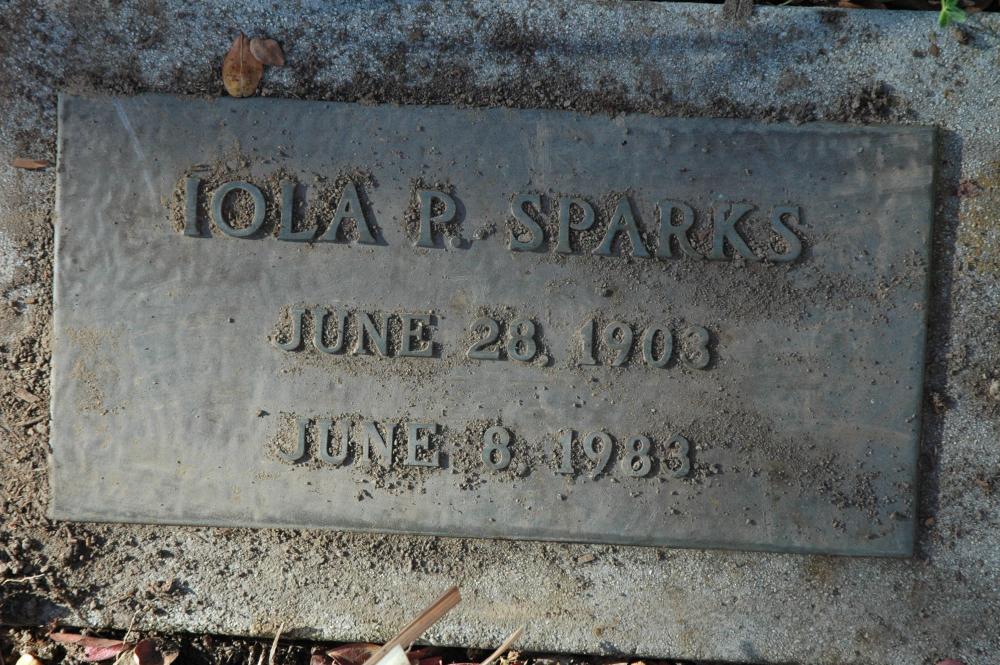 IOLA P. SPARKS
JUNE 28, 1903
JUNE 8, 1983